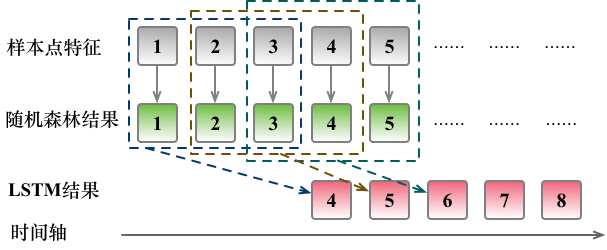 样本点特征 1 2 3 4 5 …… …… ……
随机森林结果 1 2 3 4 5 …… …… ……
LSTM结果 4 5 6 7 8
时间轴